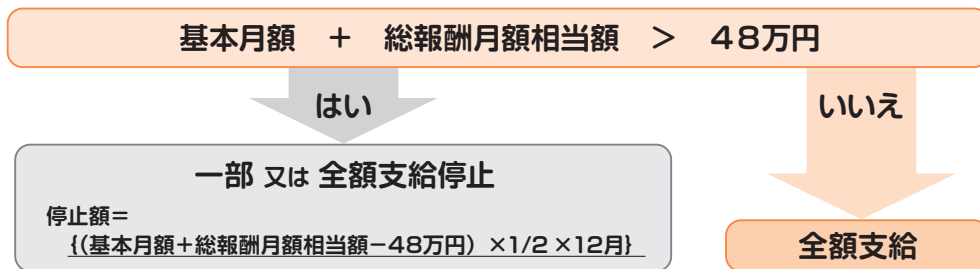 基本月額　＋　総報酬月額相当額　＞　４８万円
はい
いいえ
一部 又は 全額支給停止
停止額＝
{(基本月額＋総報酬月額相当額−48万円）×1/2 ×12月}
全額支給